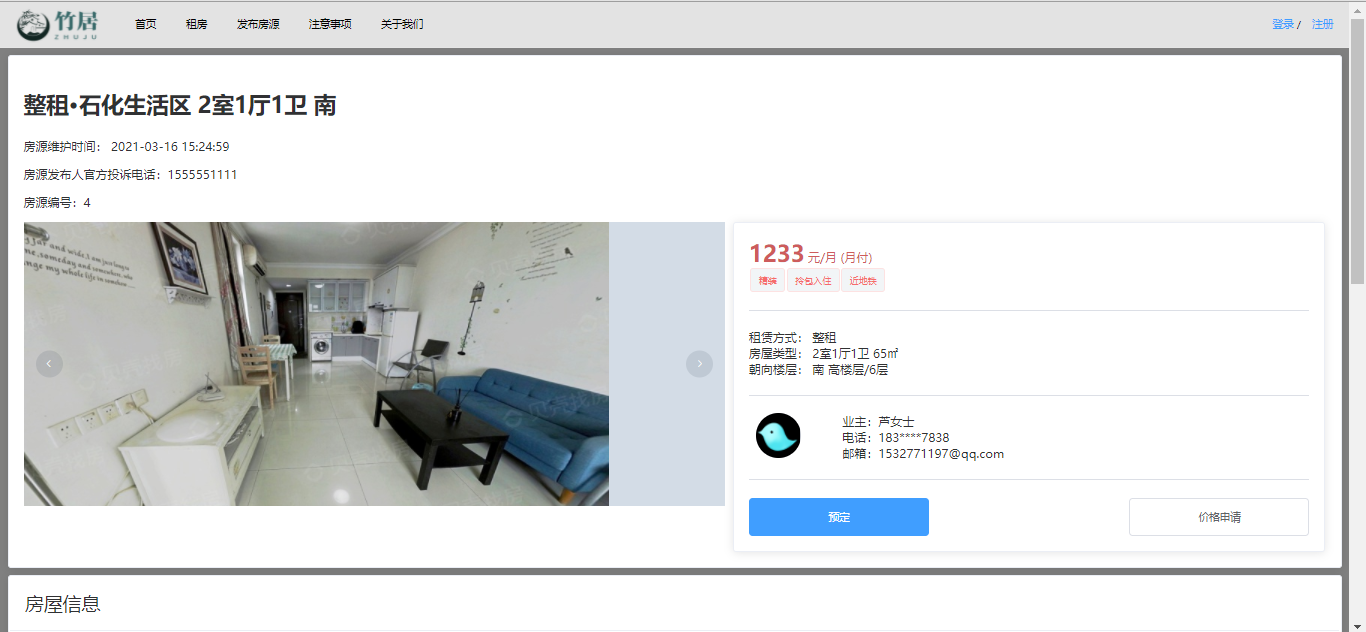 竹居
ZHUJU
首页 租房 发布房源 注意事项 关于我们
登录 / 注册
整租•石化生活区 2室1厅1卫 南
房源维护时间： 2021-03-16 15:24:59
房源发布人官方投诉电话：1555551111
房源编号：4
1233 元/月 (月付)
精装 拎包入住 近地铁
租赁方式： 整租
房屋类型： 2室1厅1卫 65㎡
朝向楼层： 南 高楼层/6层
业主：芦女士
电话：183****7838
邮箱：1532771197@qq.com
预定 价格申请
房屋信息